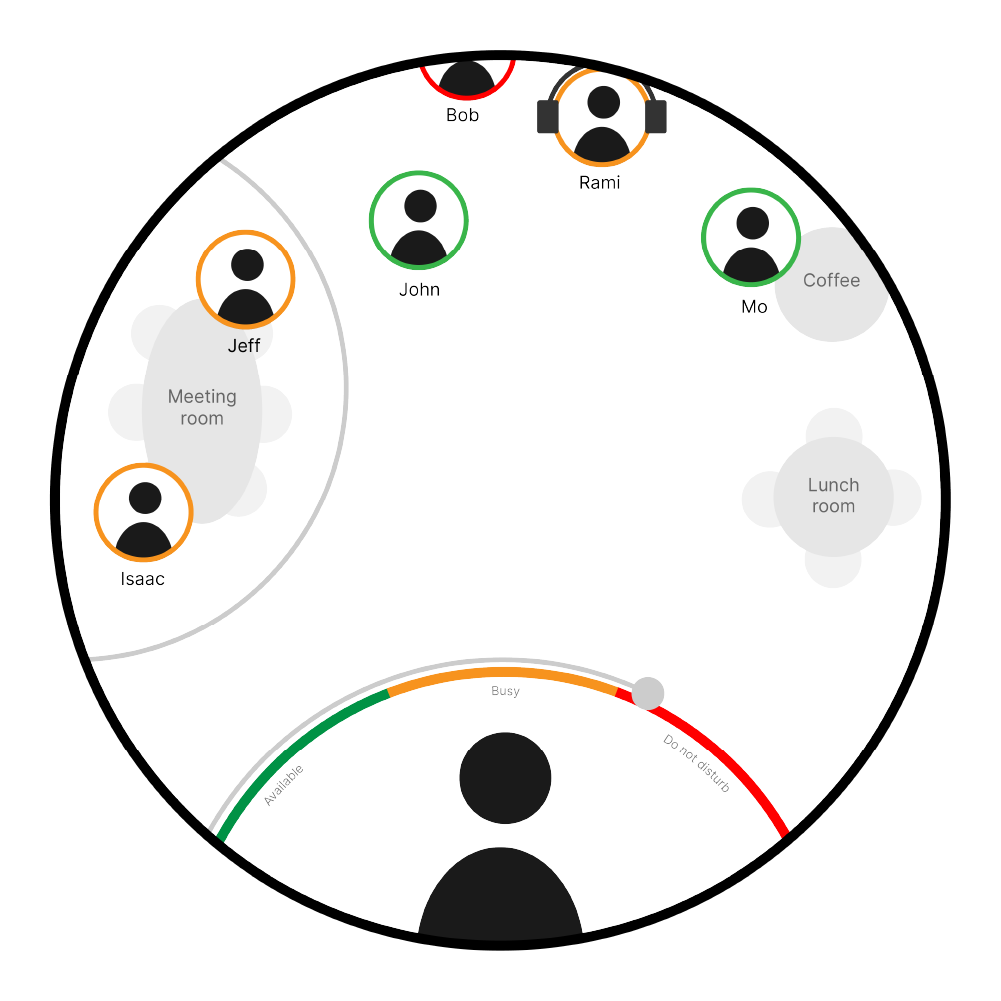 Bob
Rami
John
Mo
Coffee
Jeff
Meeting
room
Lunch
room
Isaac
Busy
Available
Do not disturb